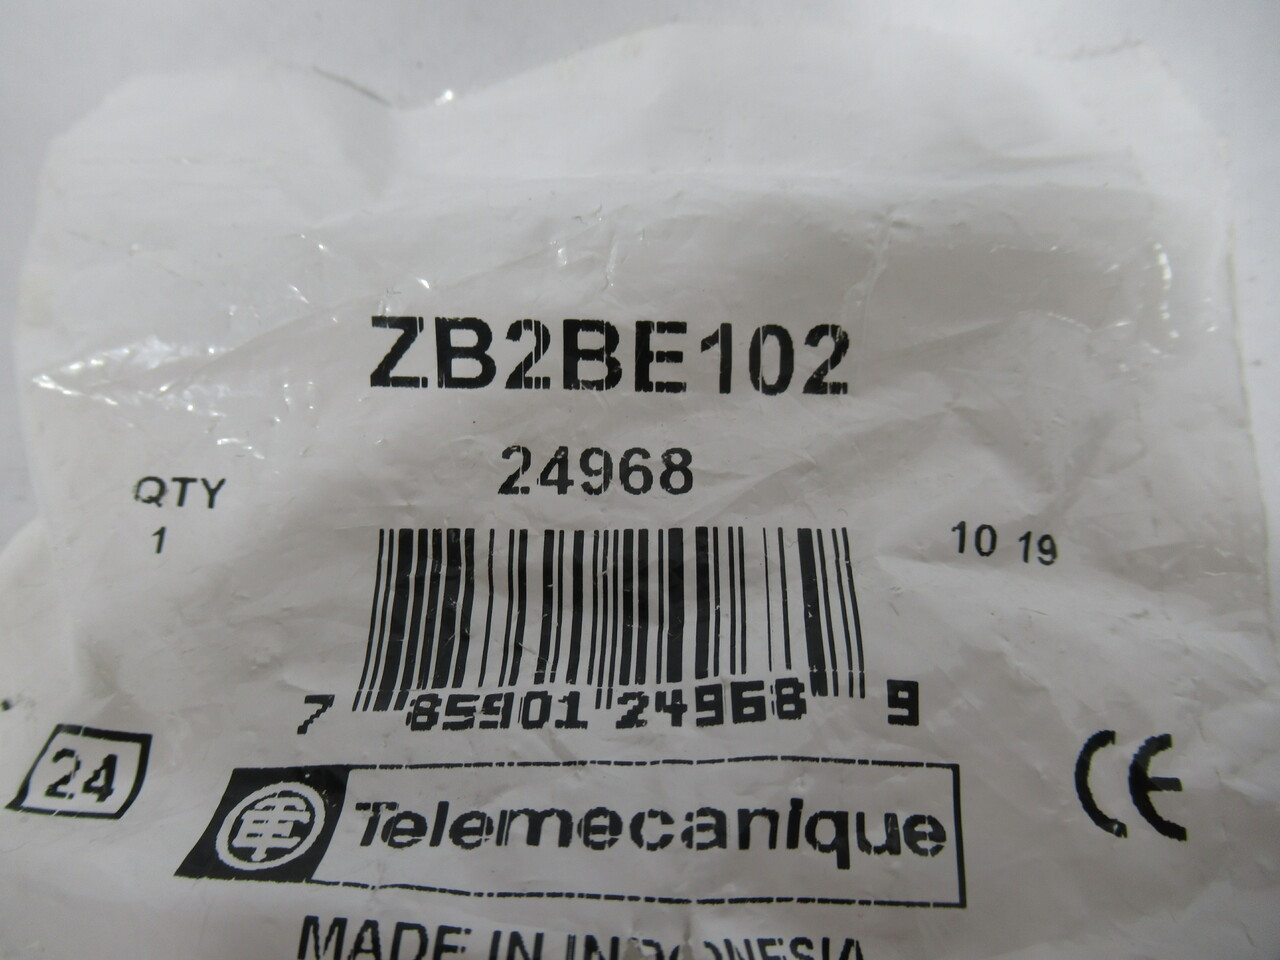 ZB2BE102
24968
QTY
1
10 19
7 85901 24968 9
24
CE
Telemecanique
MADE IN INDONESIA